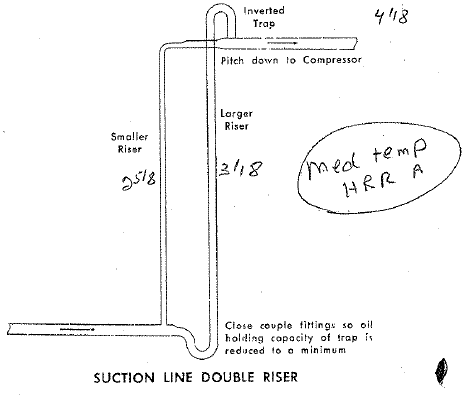 Inverted
Trap
4 1/8
Pitch down to Compressor
Larger
Riser
Smaller
Riser
2 5/8
3 1/8
Med temp
HRR A
Close couple fittings so oil
holding capacity of trap is
reduced to a minimum
SUCTION LINE DOUBLE RISER